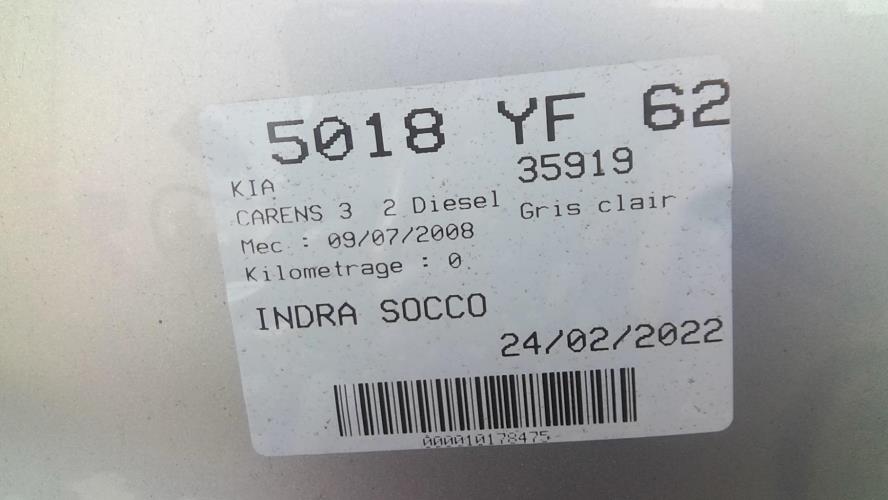 5018 YF 62
35919
KIA
CARENS 3 2 Diesel Gris clair
Mec : 09/07/2008
Kilometrage : 0
INDRA SOCCO
24/02/2022
000010178475